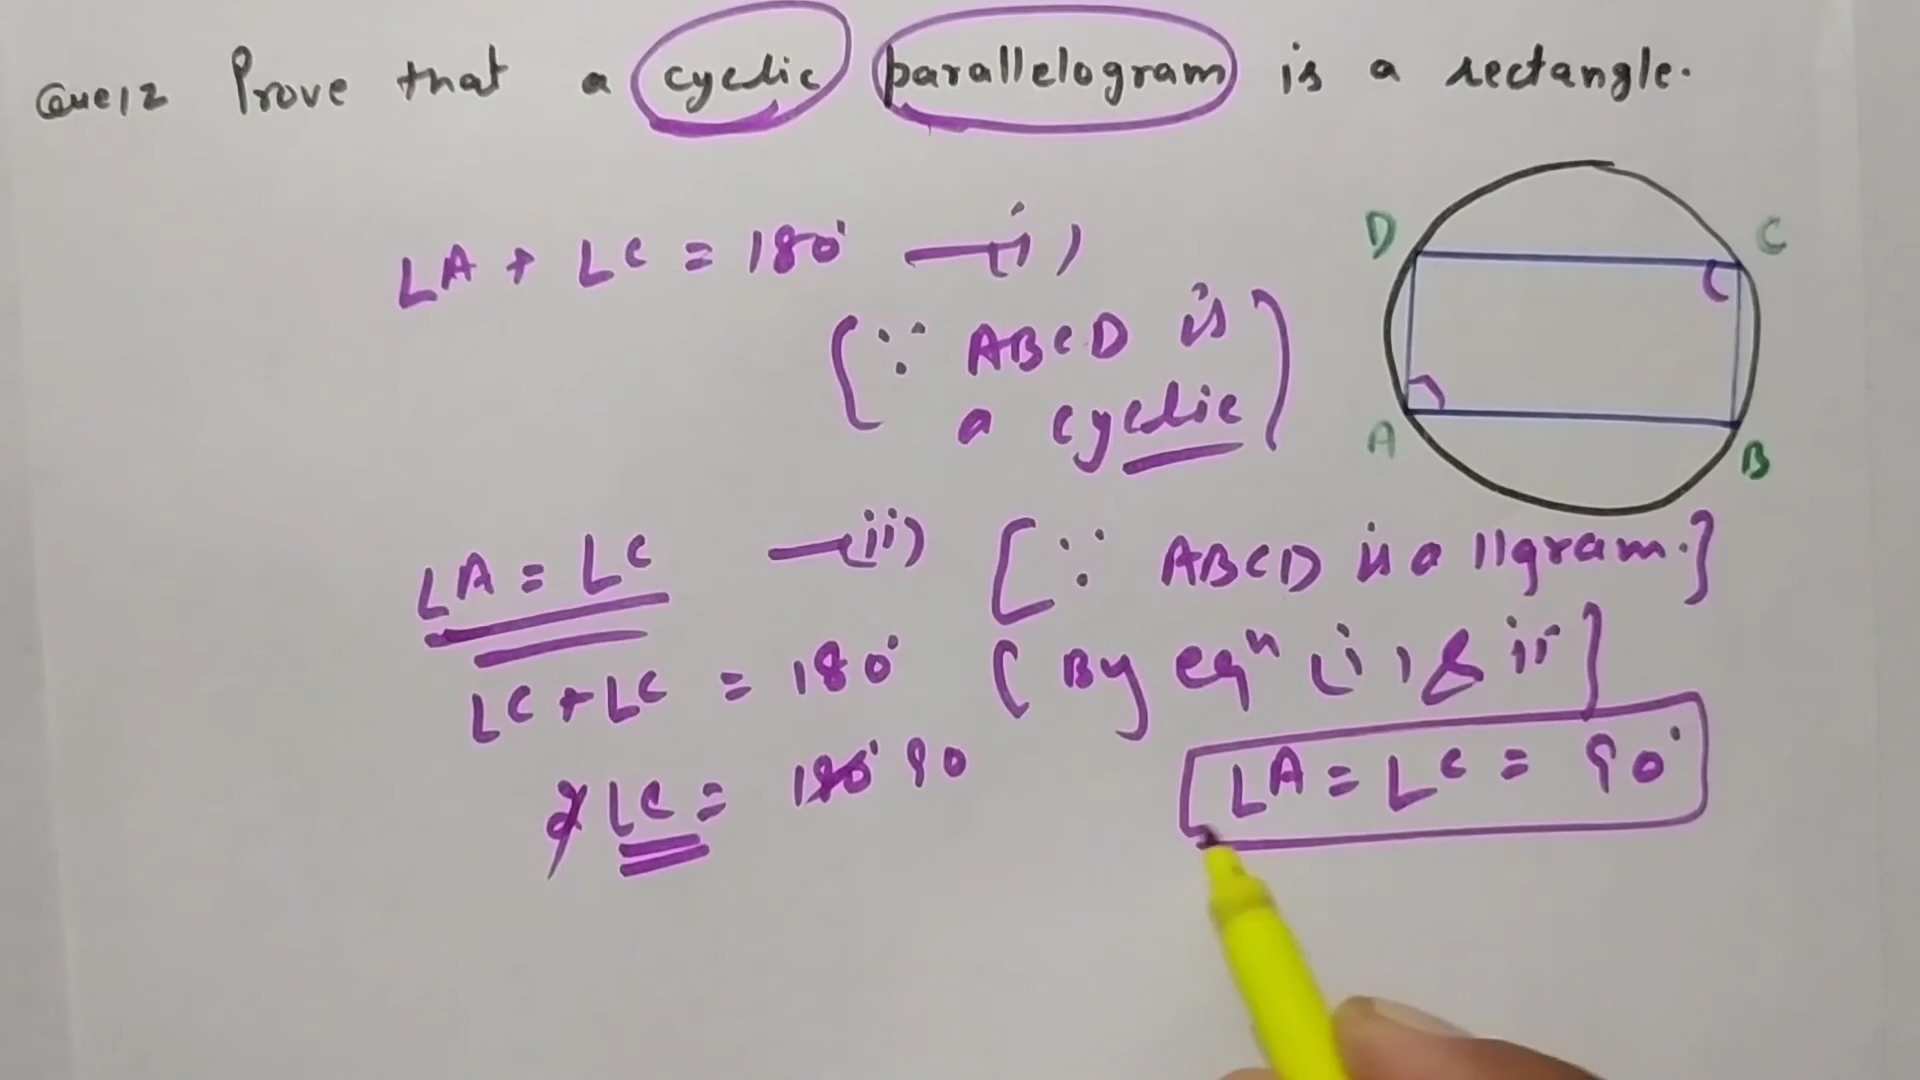 Que12 Prove that a cyclic parallelogram is a rectangle.
∠A + ∠C = 180° —(i)
(∵ ABCD is
a cyclic)
D C
A B
∠A = ∠C —(ii) [∵ ABCD is a ||gram.]
∠C + ∠C = 180° (By eqⁿ (i) & ii]
2∠C = 180° 90
∠A = ∠C = 90°